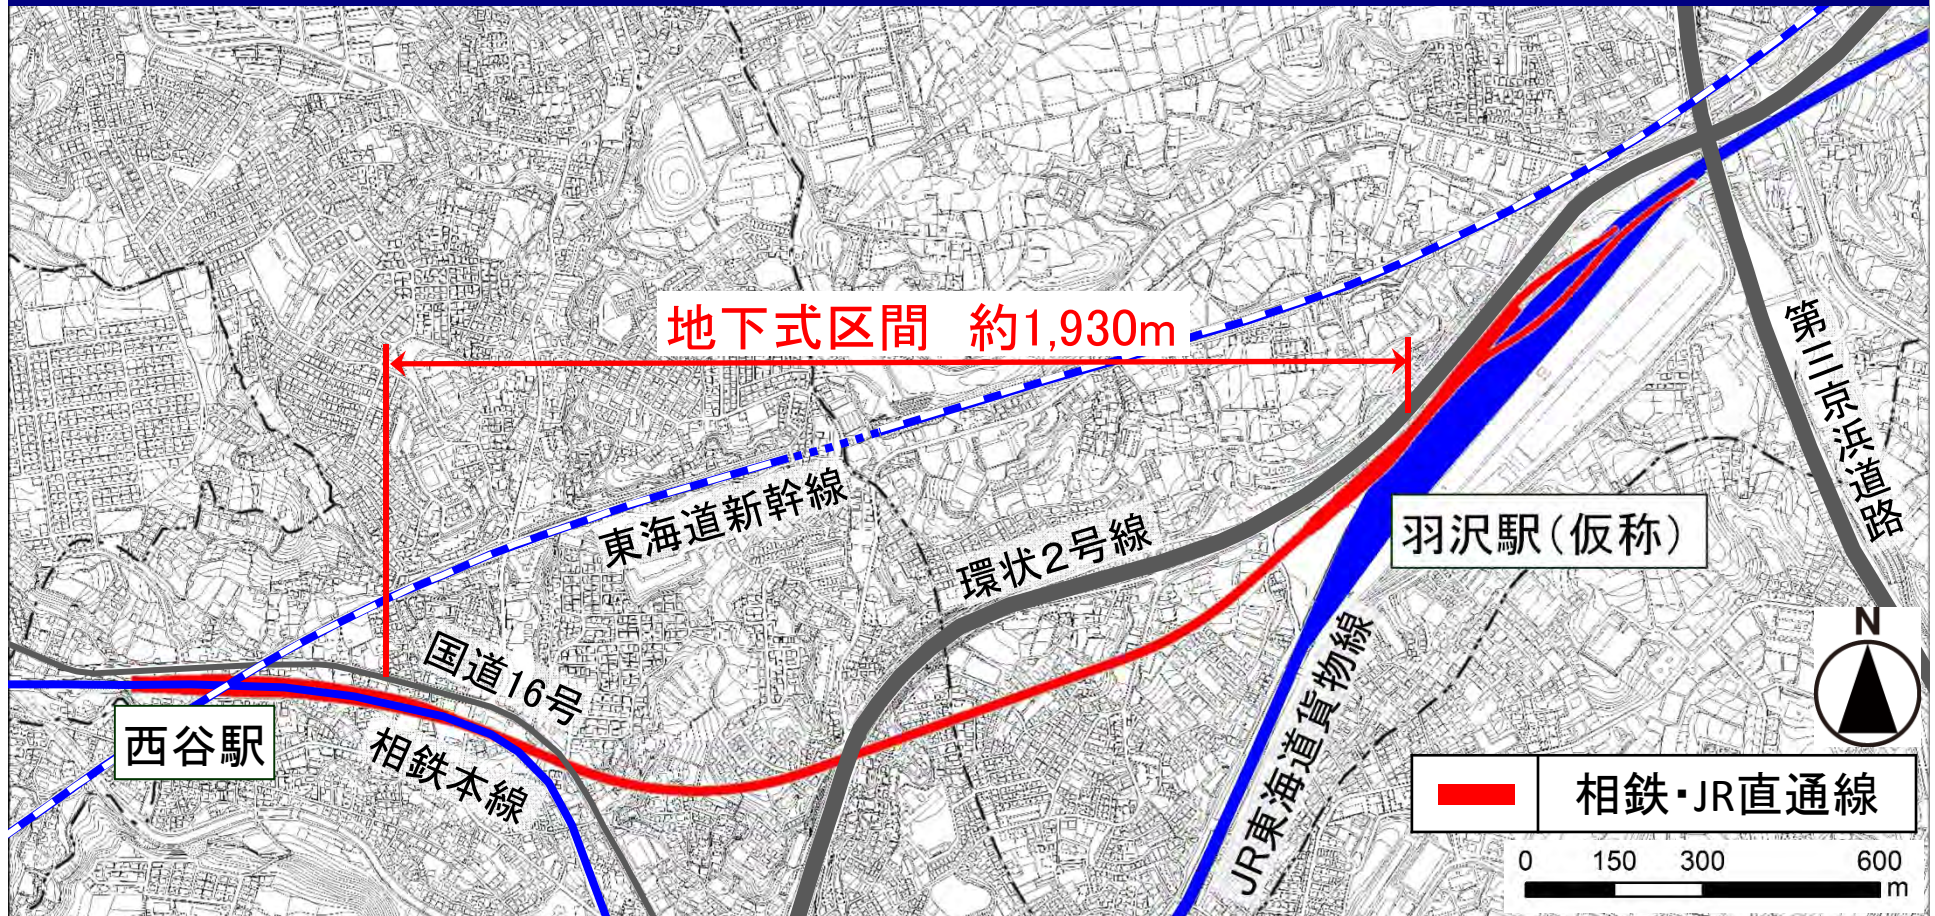 地下式区間　約1,930m
第三京浜道路
東海道新幹線
環状2号線
羽沢駅(仮称)
国道16号
西谷駅
相鉄本線
JR東海道貨物線
N
相鉄・JR直通線
0 150 300 600
m